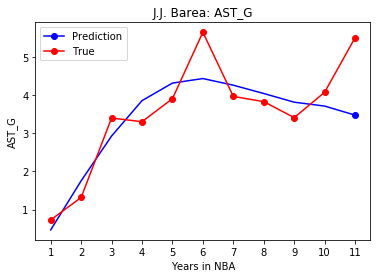 J.J. Barea: AST_G
Prediction
True
5
4
3
2
1
AST_G
1 2 3 4 5 6 7 8 9 10 11
Years in NBA